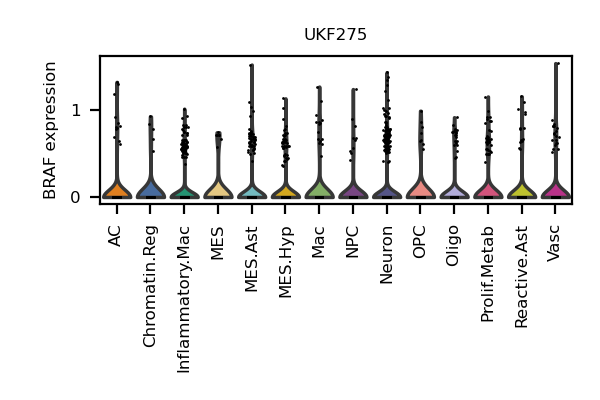 UKF275
BRAF expression
1
0
AC
Chromatin.Reg
Inflammatory.Mac
MES
MES.Ast
MES.Hyp
Mac
NPC
Neuron
OPC
Oligo
Prolif.Metab
Reactive.Ast
Vasc